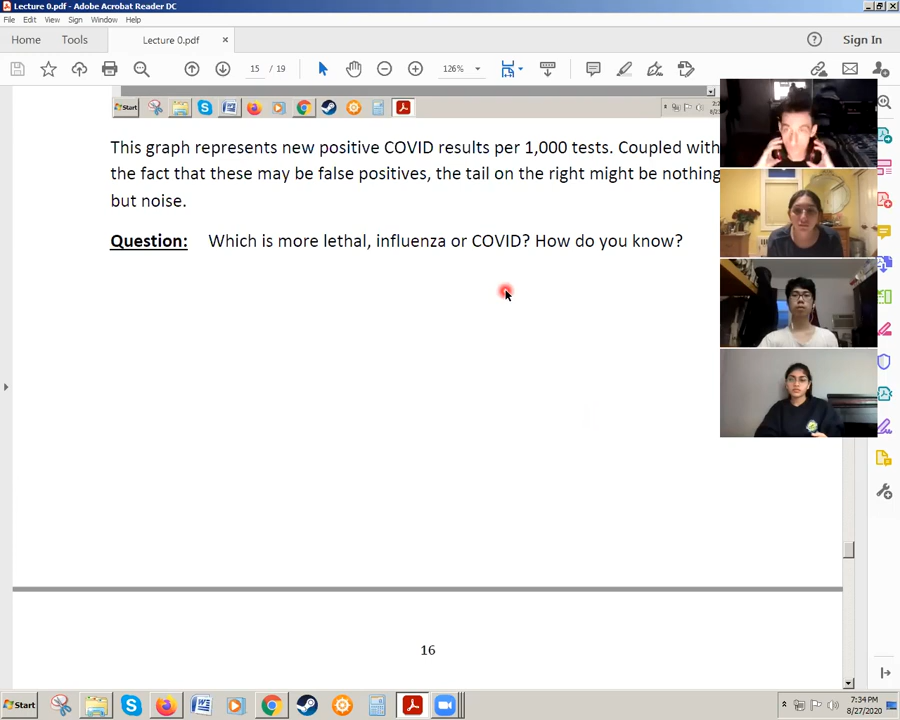 Lecture 0.pdf - Adobe Acrobat Reader DC
File Edit View Sign Window Help
Home Tools Lecture 0.pdf × Sign In
15 / 19 126%
Start
This graph represents new positive COVID results per 1,000 tests. Coupled with
the fact that these may be false positives, the tail on the right might be nothing
but noise.
Question: Which is more lethal, influenza or COVID? How do you know?
16
Start
7:34 PM
8/27/2020